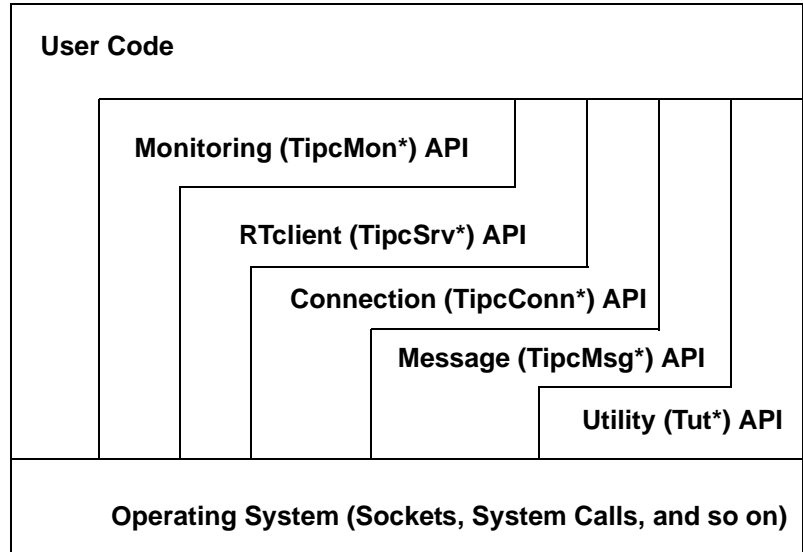 User Code
Monitoring (TipcMon*) API
RTclient (TipcSrv*) API
Connection (TipcConn*) API
Message (TipcMsg*) API
Utility (Tut*) API
Operating System (Sockets, System Calls, and so on)